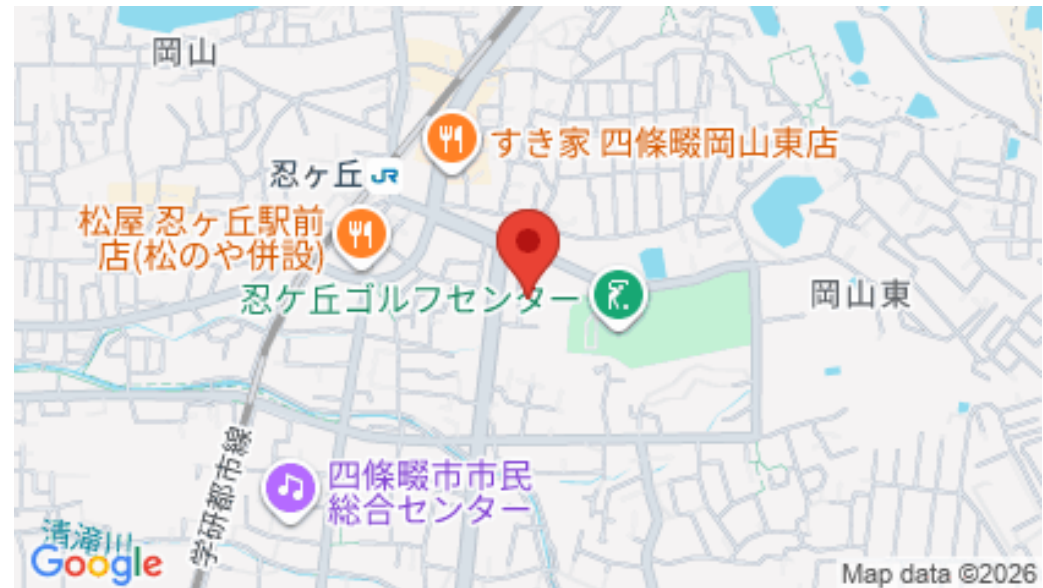 岡山
すき家 四條畷岡山東店
忍ヶ丘 JR
松屋 忍ヶ丘駅前
店(松のや併設)
忍ケ丘ゴルフセンター
岡山東
四條畷市市民
総合センター
学研都市線
清滝川
Google
Map data ©2026